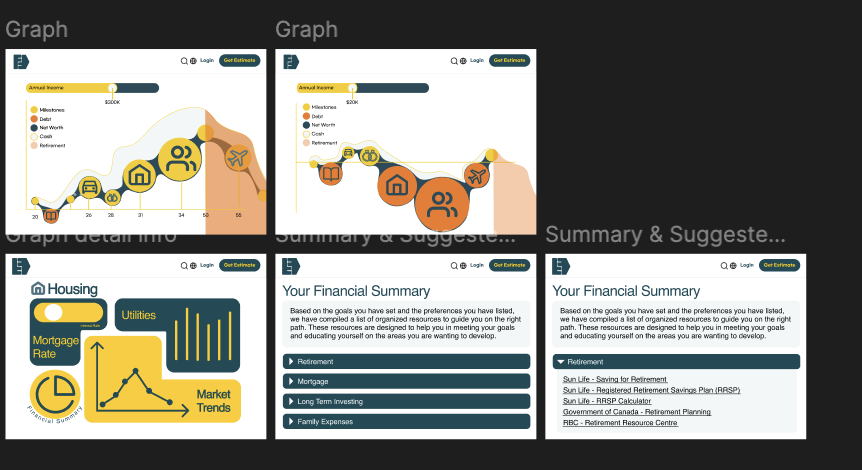 Graph
Graph
Login
Get Estimate
Annual Income
$300K
Milestones
Debt
Net Worth
Cash
Retirement
20
26
28
31
34
50
55
Login
Get Estimate
Annual Income
$20K
Milestones
Debt
Net Worth
Cash
Retirement
Graph detail info
Summary & Suggeste...
Summary & Suggeste...
Login
Get Estimate
Housing
Interest Rate
Mortgage
Rate
Utilities
Market
Trends
Financial Summary
Login
Get Estimate
Your Financial Summary
Based on the goals you have set and the preferences you have listed,
we have compiled a list of organized resources to guide you on the right
path. These resources are designed to help you in meeting your goals
and educating yourself on the areas you are wanting to develop.
Retirement
Mortgage
Long Term Investing
Family Expenses
Login
Get Estimate
Your Financial Summary
Based on the goals you have set and the preferences you have listed,
we have compiled a list of organized resources to guide you on the right
path. These resources are designed to help you in meeting your goals
and educating yourself on the areas you are wanting to develop.
Retirement
Sun Life - Saving for Retirement
Sun Life - Registered Retirement Savings Plan (RRSP)
Sun Life - RRSP Calculator
Government of Canada - Retirement Planning
RBC - Retirement Resource Centre